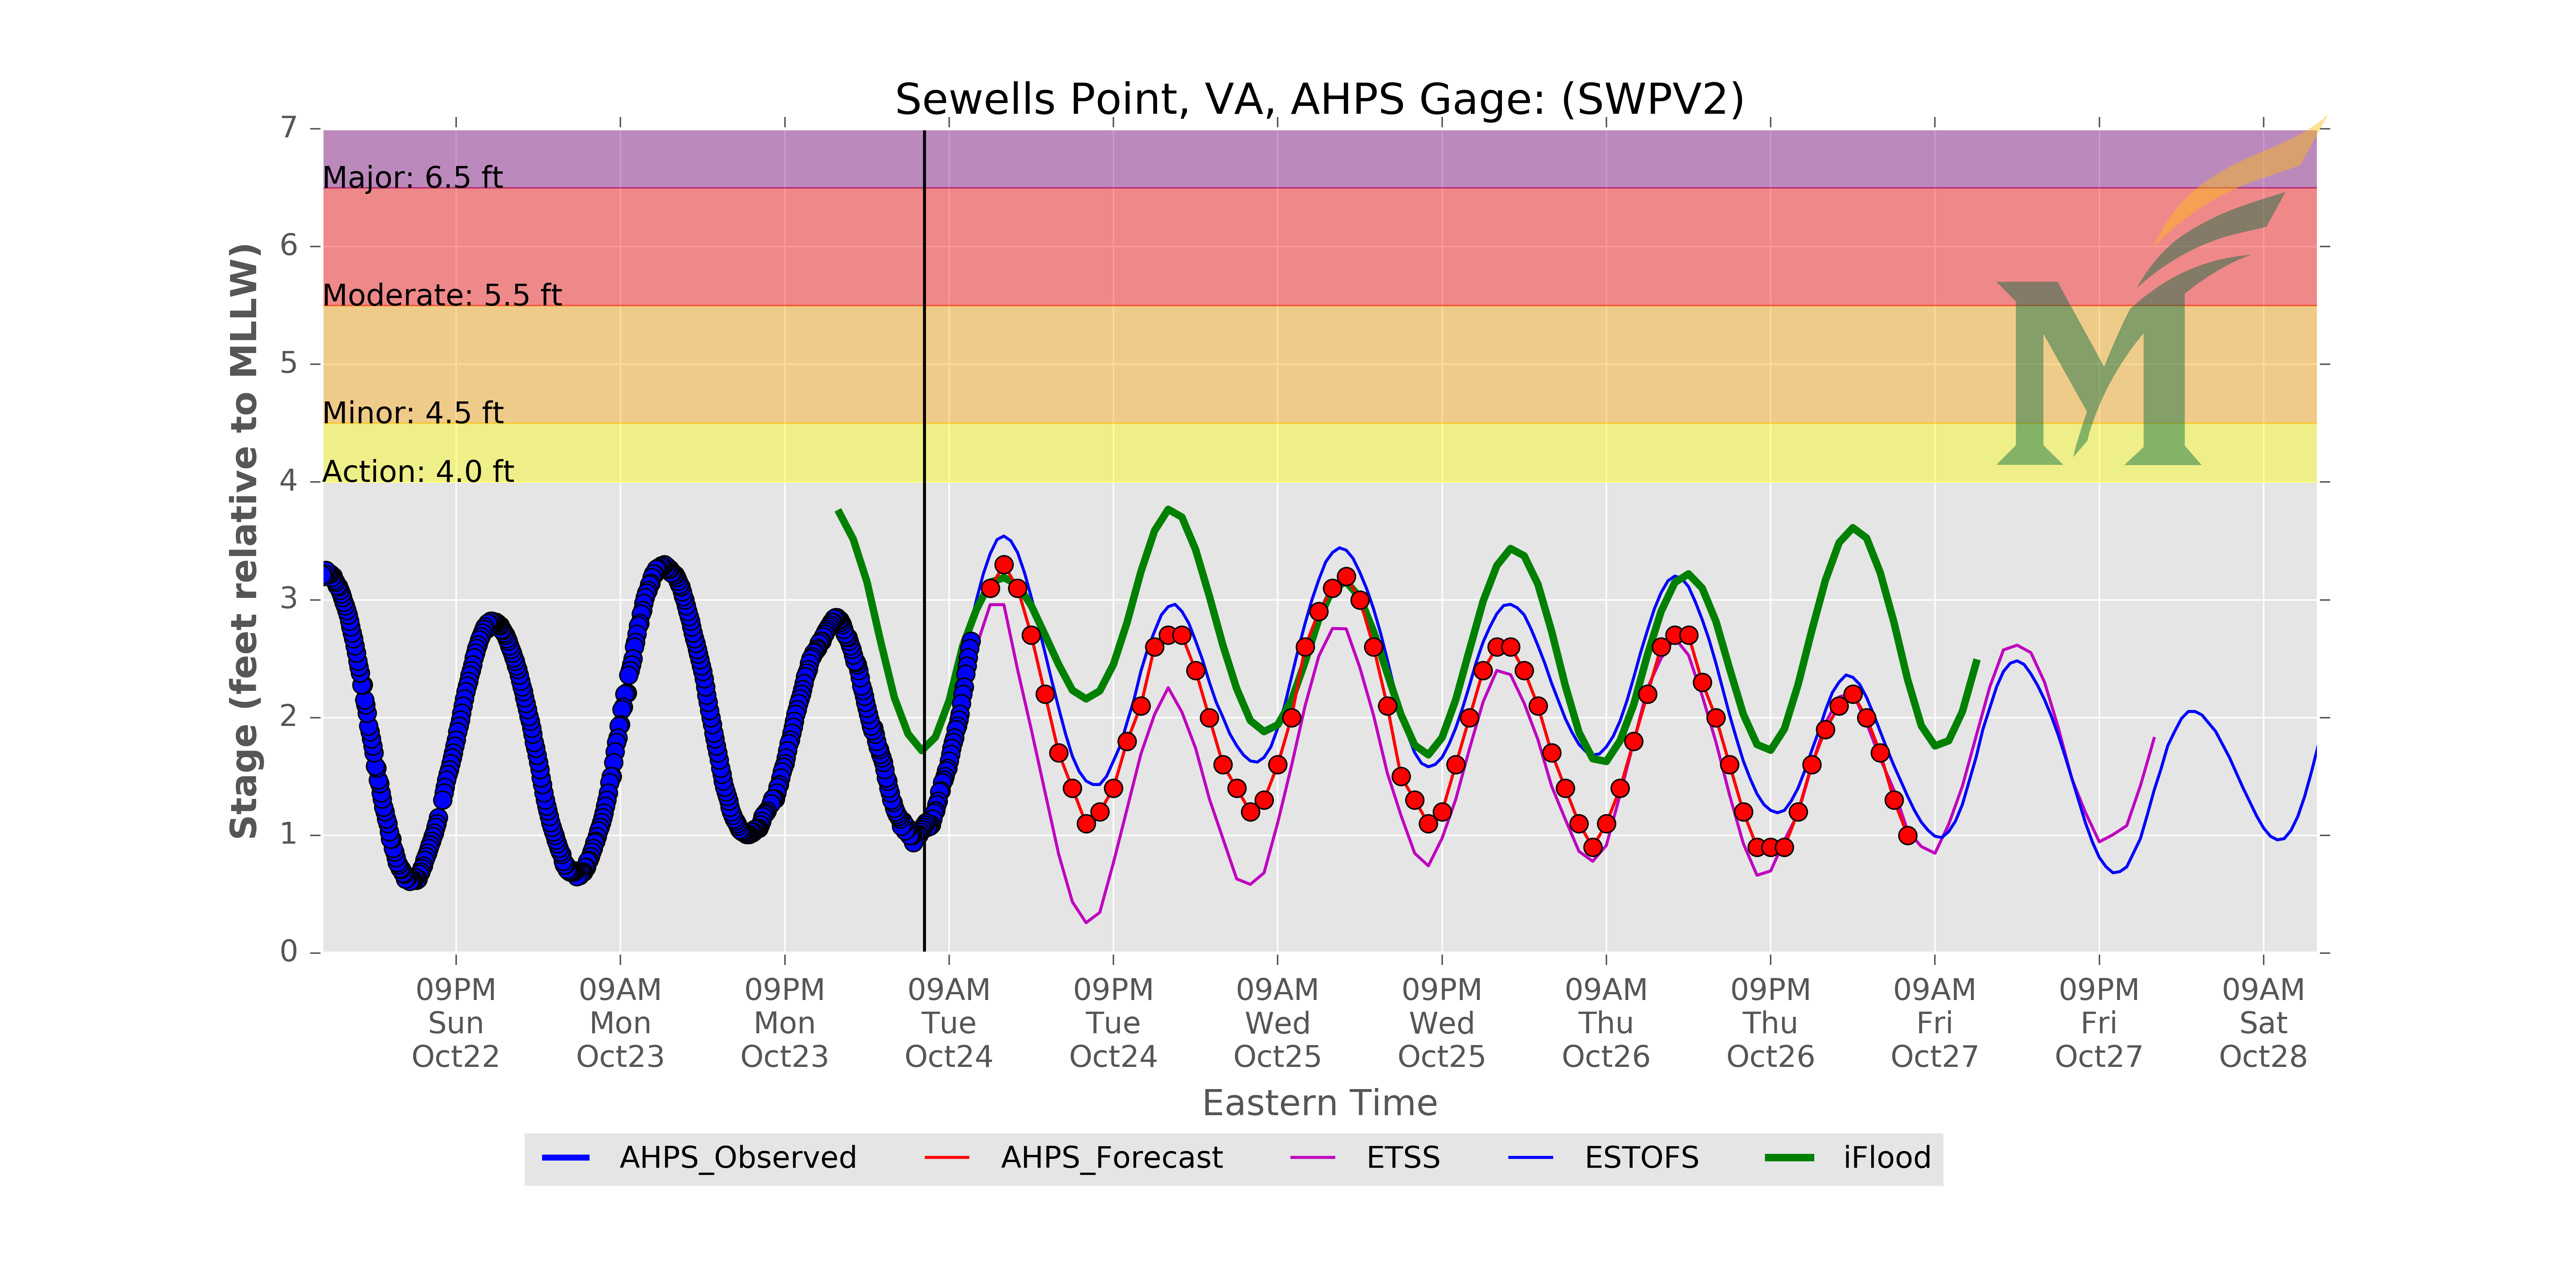 Sewells Point, VA, AHPS Gage: (SWPV2)
7
Major: 6.5 ft
6
Moderate: 5.5 ft
5
Minor: 4.5 ft
Action: 4.0 ft
4
3
2
1
0
Stage (feet relative to MLLW)
M
09PM 09AM 09PM 09AM 09PM 09AM 09PM 09AM 09PM 09AM 09PM 09AM
Sun Mon Mon Tue Tue Wed Wed Thu Thu Fri Fri Sat
Oct22 Oct23 Oct23 Oct24 Oct24 Oct25 Oct25 Oct26 Oct26 Oct27 Oct27 Oct28
Eastern Time
AHPS_Observed AHPS_Forecast ETSS ESTOFS iFlood